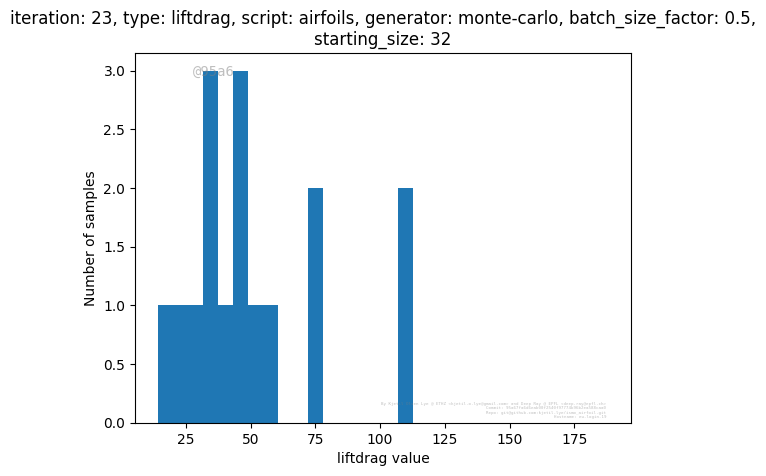 iteration: 23, type: liftdrag, script: airfoils, generator: monte-carlo, batch_size_factor: 0.5,
starting_size: 32
@95a6
3.0
2.5
2.0
1.5
1.0
0.5
0.0
Number of samples
25 50 75 100 125 150 175
liftdrag value